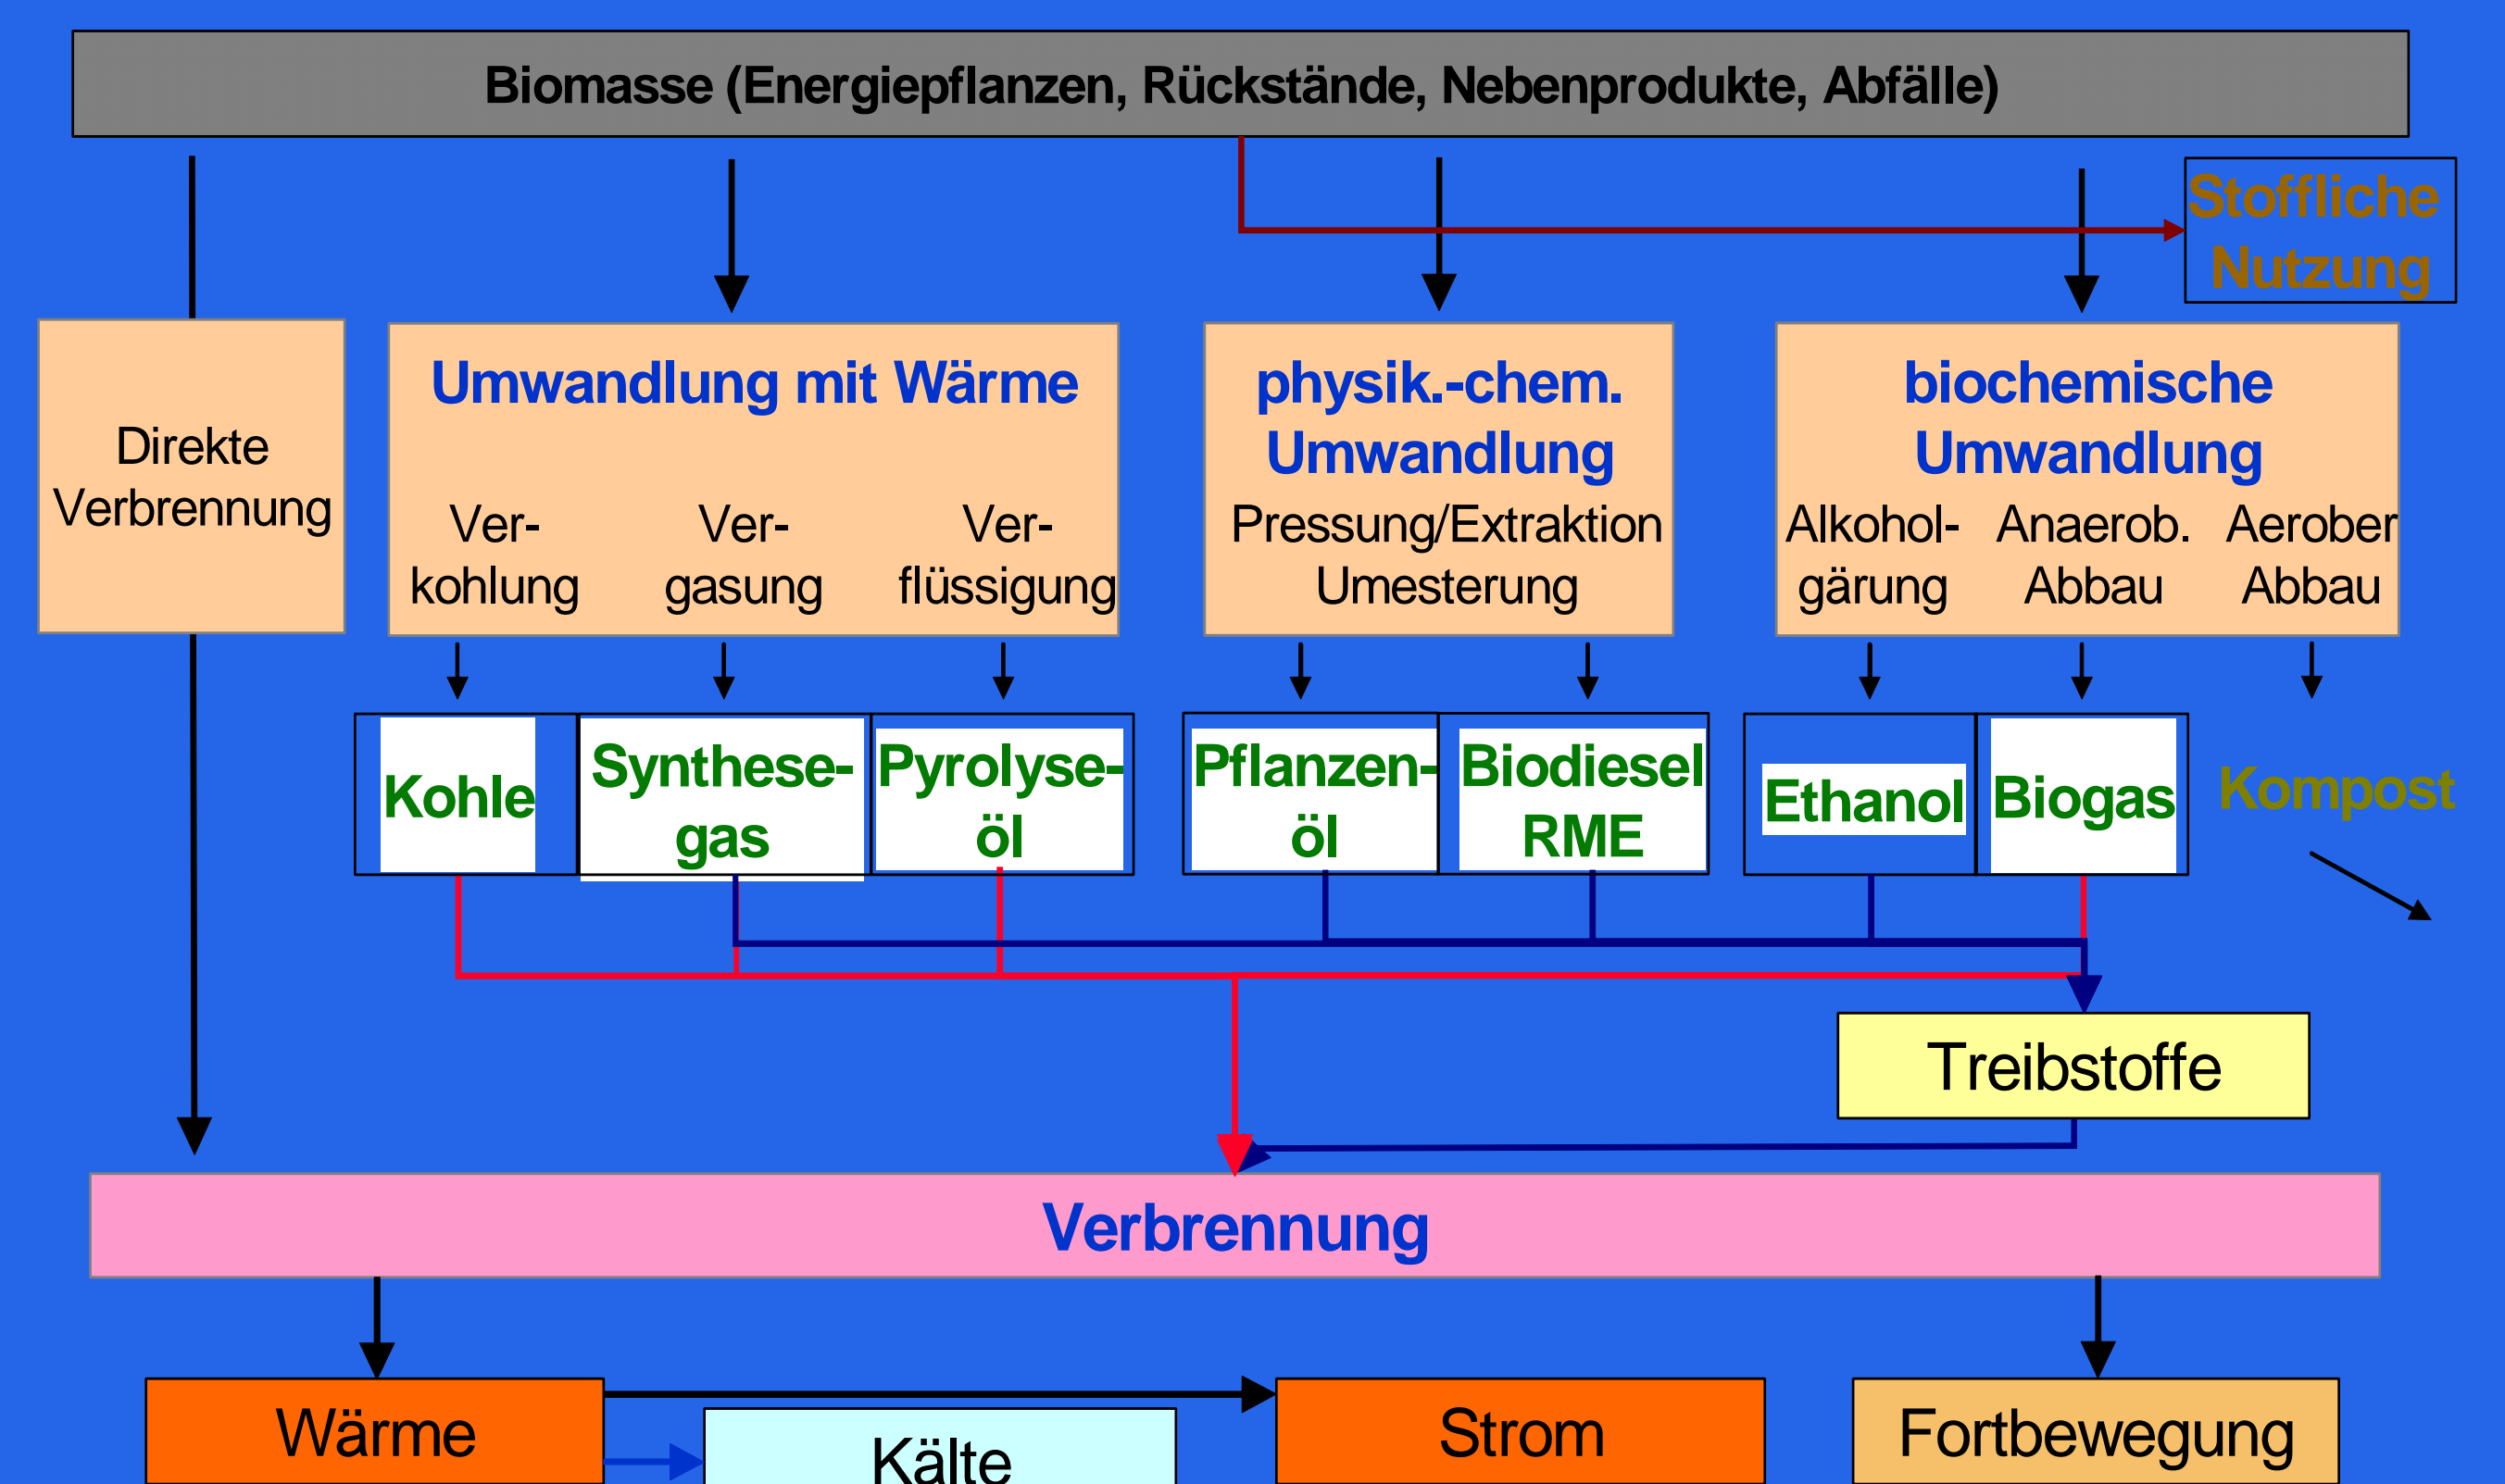 Biomasse (Energiepflanzen, Rückstände, Nebenprodukte, Abfälle)
Stoffliche
Nutzung
Direkte
Verbrennung
Umwandlung mit Wärme
Ver-
kohlung
Ver-
gasung
Ver-
flüssigung
physik.-chem.
Umwandlung
Pressung/Extraktion
Umesterung
biochemische
Umwandlung
Alkohol-
gärung
Anaerob.
Abbau
Aerober
Abbau
Kohle
Synthese-
gas
Pyrolyse-
öl
Pflanzen-
öl
Biodiesel
RME
Ethanol
Biogas
Kompost
Treibstoffe
Verbrennung
Wärme
Kälte
Strom
Fortbewegung